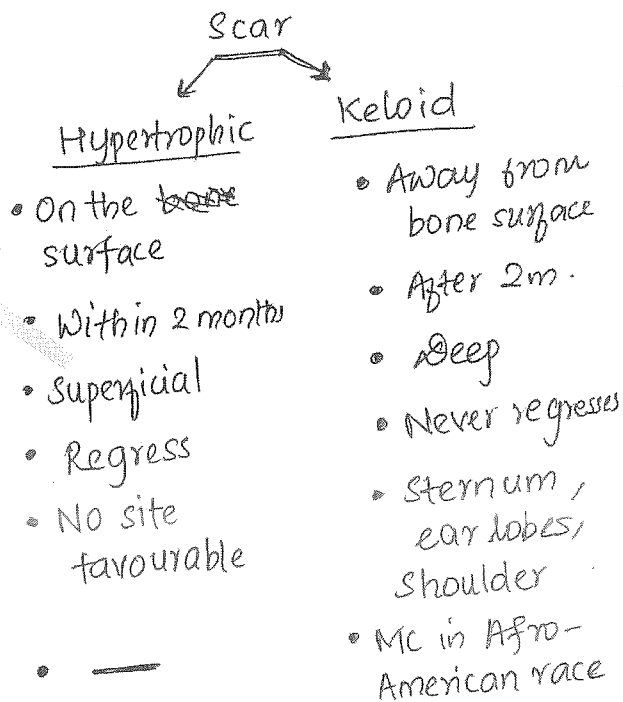 Scar
Hypertrophic
• On the
surface
• Within 2 months
• Superficial
• Regress
• No site
favourable
• —
Keloid
• Away from
bone surface
• After 2m.
• Deep
• Never regresses
• Sternum,
ear lobes,
shoulder
• MC in Afro-
American race